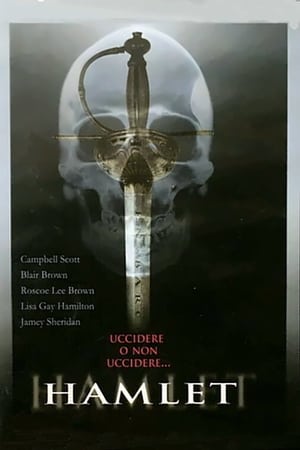 Campbell Scott
Blair Brown
Roscoe Lee Brown
Lisa Gay Hamilton
Jamey Sheridan
UCCIDERE
O NON
UCCIDERE...
HAMLET